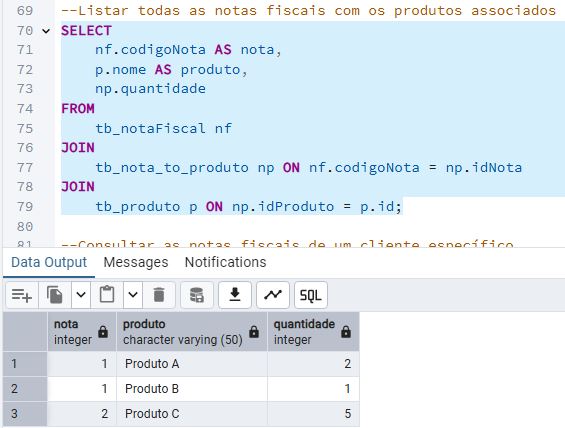 69 --Listar todas as notas fiscais com os produtos associados
70 SELECT
71 nf.codigoNota AS nota,
72 p.nome AS produto,
73 np.quantidade
74 FROM
75 tb_notaFiscal nf
76 JOIN
77 tb_nota_to_produto np ON nf.codigoNota = np.idNota
78 JOIN
79 tb_produto p ON np.idProduto = p.id;
80
81 --Consultar as notas fiscais de um cliente específico
Data Output Messages Notifications
SQL
nota produto quantidade
integer character varying (50) integer
1 1 Produto A 2
2 1 Produto B 1
3 2 Produto C 5